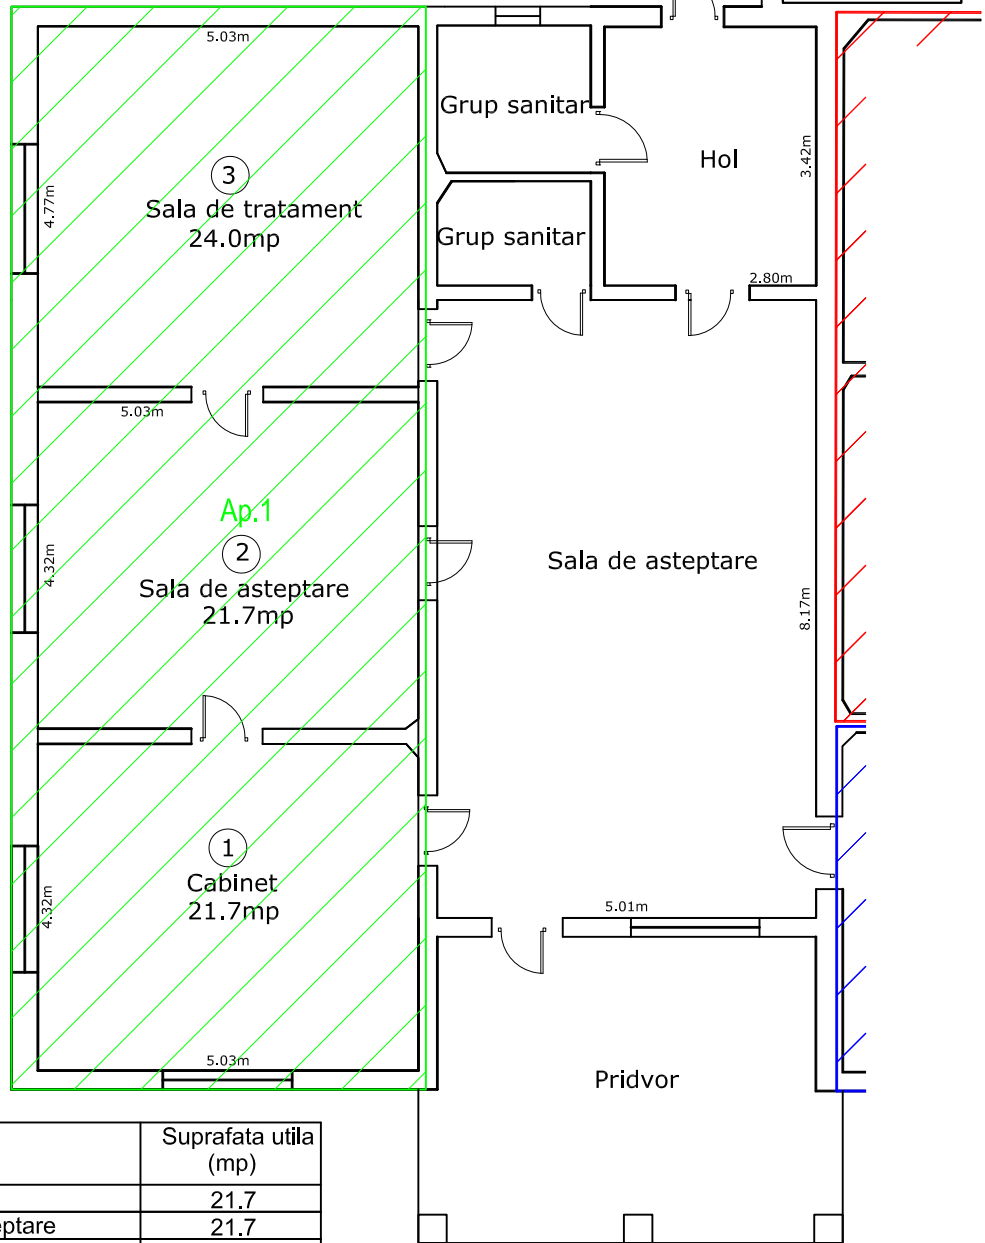 5.03m
Grup sanitar
Hol
3.42m
3
4.77m
Sala de tratament
24.0mp
Grup sanitar
2.80m
5.03m
Ap.1
2
4.32m
Sala de asteptare
21.7mp
Sala de asteptare
8.17m
1
Cabinet
21.7mp
4.32m
5.01m
5.03m
Pridvor
Suprafata utila
(mp)
21.7
eptare 21.7